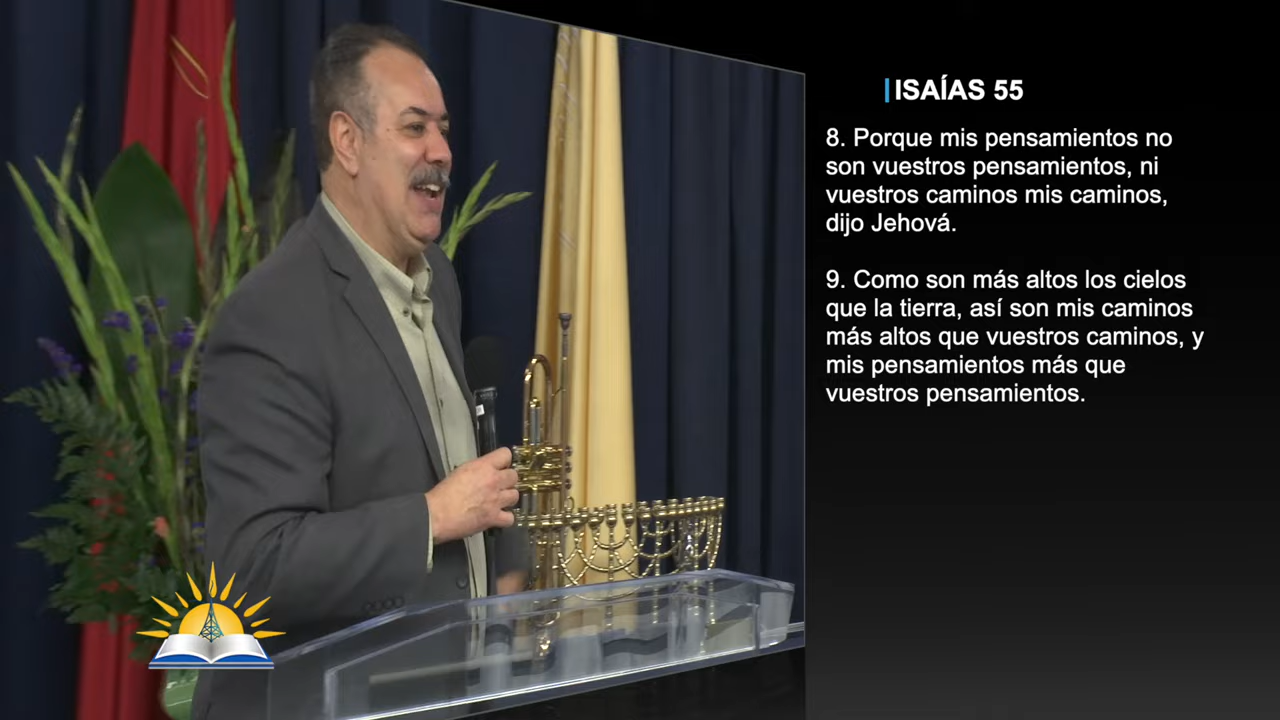 ISAÍAS 55
8. Porque mis pensamientos no
son vuestros pensamientos, ni
vuestros caminos mis caminos,
dijo Jehová.
9. Como son más altos los cielos
que la tierra, así son mis caminos
más altos que vuestros caminos, y
mis pensamientos más que
vuestros pensamientos.